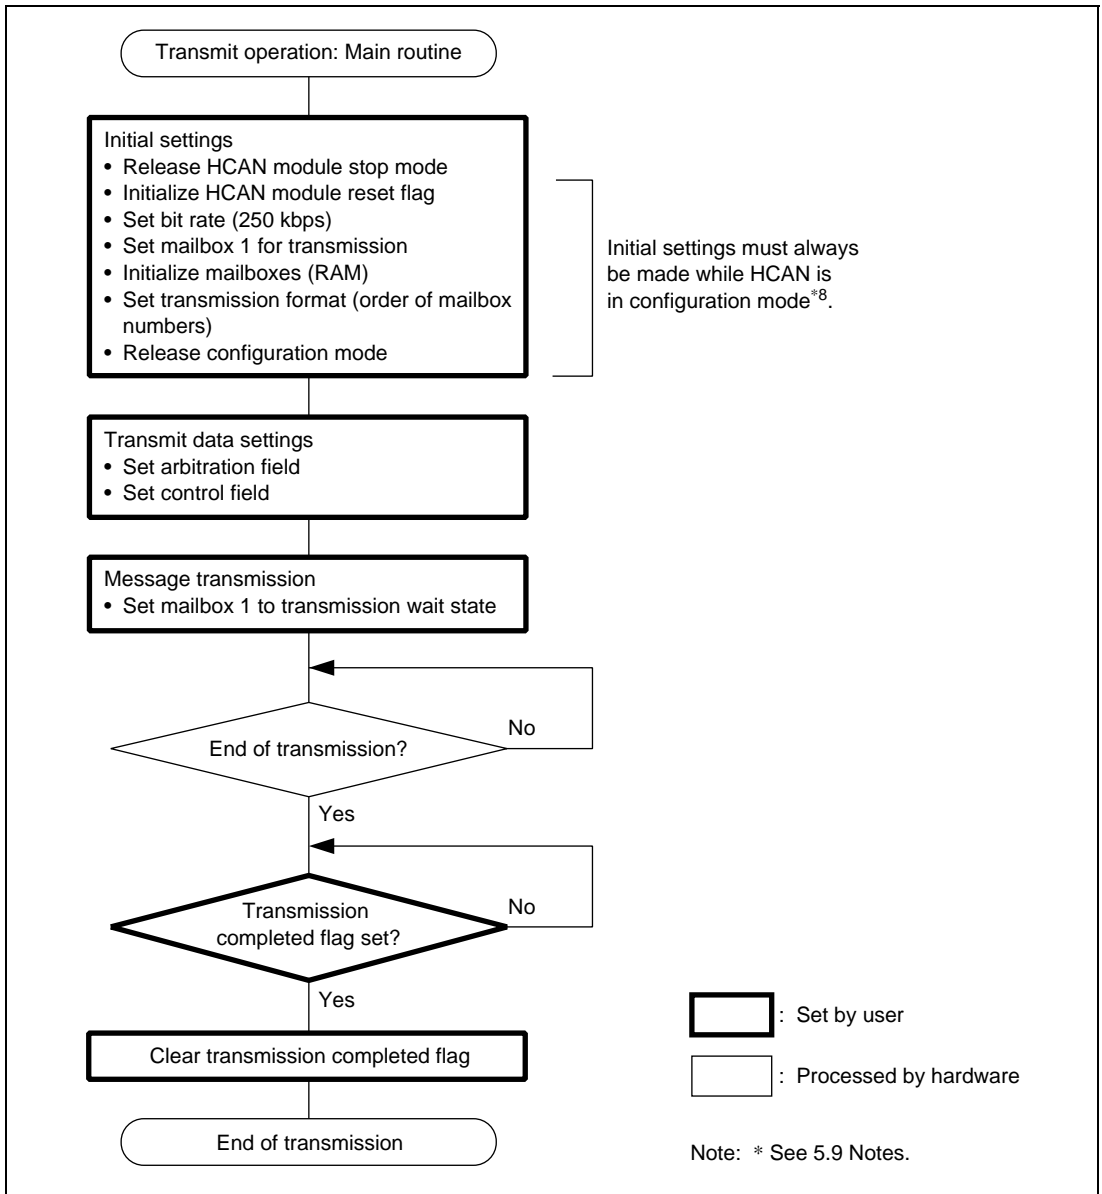 Transmit operation: Main routine
Initial settings
• Release HCAN module stop mode
• Initialize HCAN module reset flag
• Set bit rate (250 kbps)
• Set mailbox 1 for transmission
• Initialize mailboxes (RAM)
• Set transmission format (order of mailbox
numbers)
• Release configuration mode
Initial settings must always
be made while HCAN is
in configuration mode*8.
Transmit data settings
• Set arbitration field
• Set control field
Message transmission
• Set mailbox 1 to transmission wait state
End of transmission?
No
Yes
Transmission
completed flag set?
No
Yes
Clear transmission completed flag
End of transmission
: Set by user
: Processed by hardware
Note: * See 5.9 Notes.